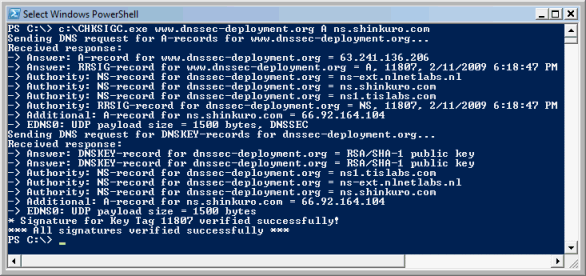 Select Windows PowerShell
PS C:\> c:\CHKSIGC.exe www.dnssec-deployment.org A ns.shinkuro.com
Sending DNS request for A-records for www.dnssec-deployment.org...
Received response:
-> Answer: A-record for www.dnssec-deployment.org = 63.241.136.206
-> Answer: RRSIG-record for www.dnssec-deployment.org = A, 11807, 2/11/2009 6:18:47 PM
-> Authority: NS-record for dnssec-deployment.org = ns-ext.nlnetlabs.nl
-> Authority: NS-record for dnssec-deployment.org = ns.shinkuro.com
-> Authority: NS-record for dnssec-deployment.org = ns1.tislabs.com
-> Authority: RRSIG-record for dnssec-deployment.org = NS, 11807, 2/11/2009 6:18:47 PM
-> Additional: A-record for ns.shinkuro.com = 66.92.164.104
-> EDNS0: UDP payload size = 1500 bytes, DNSSEC
Sending DNS request for DNSKEY-records for dnssec-deployment.org...
Received response:
-> Answer: DNSKEY-record for dnssec-deployment.org = RSA/SHA-1 public key
-> Answer: DNSKEY-record for dnssec-deployment.org = RSA/SHA-1 public key
-> Authority: NS-record for dnssec-deployment.org = ns1.tislabs.com
-> Authority: NS-record for dnssec-deployment.org = ns-ext.nlnetlabs.nl
-> Authority: NS-record for dnssec-deployment.org = ns.shinkuro.com
-> Additional: A-record for ns.shinkuro.com = 66.92.164.104
-> EDNS0: UDP payload size = 1500 bytes
* Signature for Key Tag 11807 verified successfully!
*** All signatures verified successfully ***
PS C:\> _